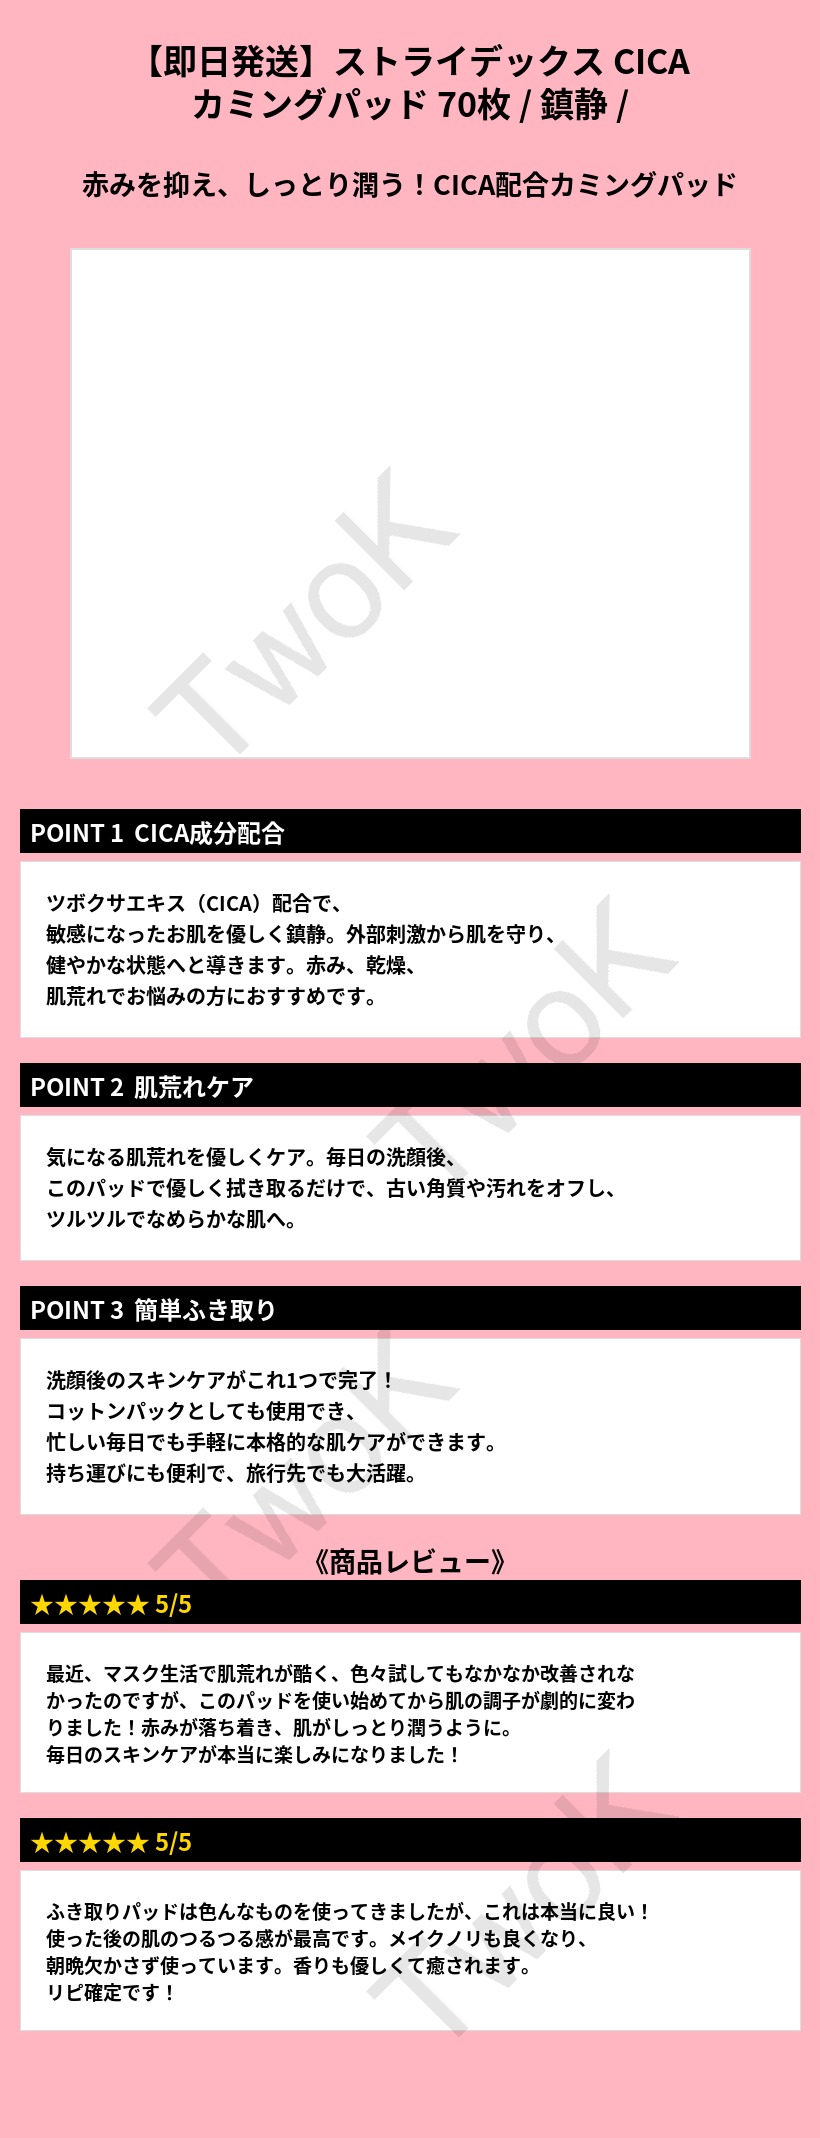 【即日発送】ストライデックス CICA
カミングパッド 70枚 / 鎮静 /
赤みを抑え、しっとり潤う！CICA配合カミングパッド
TwoK
POINT 1 CICA成分配合
ツボクサエキス（CICA）配合で、
敏感になったお肌を優しく鎮静。外部刺激から肌を守り、
健やかな状態へと導きます。赤み、乾燥、
肌荒れでお悩みの方におすすめです。
TwoK
POINT 2 肌荒れケア
気になる肌荒れを優しくケア。毎日の洗顔後、
このパッドで優しく拭き取るだけで、古い角質や汚れをオフし、
ツルツルでなめらかな肌へ。
POINT 3 簡単ふき取り
洗顔後のスキンケアがこれ1つで完了！
コットンパックとしても使用でき、
忙しい毎日でも手軽に本格的な肌ケアができます。
持ち運びにも便利で、旅行先でも大活躍。
TwoK
《商品レビュー》
★★★★★ 5/5
最近、マスク生活で肌荒れが酷く、色々試してもなかなか改善されな
かったのですが、このパッドを使い始めてから肌の調子が劇的に変わ
りました！赤みが落ち着き、肌がしっとり潤うように。
毎日のスキンケアが本当に楽しみになりました！
★★★★★ 5/5
ふき取りパッドは色んなものを使ってきましたが、これは本当に良い！
使った後の肌のつるつる感が最高です。メイクノリも良くなり、
朝晩欠かさず使っています。香りも優しくて癒されます。
リピ確定です！
TwoK